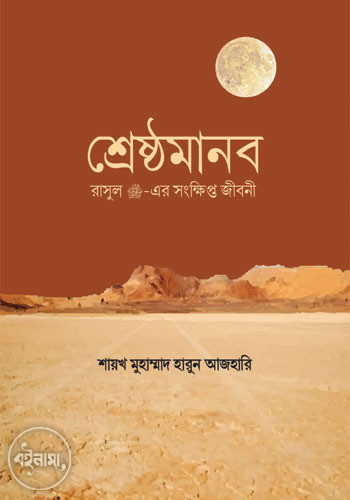 শ্রেষ্ঠমানব
রাসুল ﷺ-এর সংক্ষিপ্ত জীবনী
শায়খ মুহাম্মাদ হারুন আজহারি
বইনামা